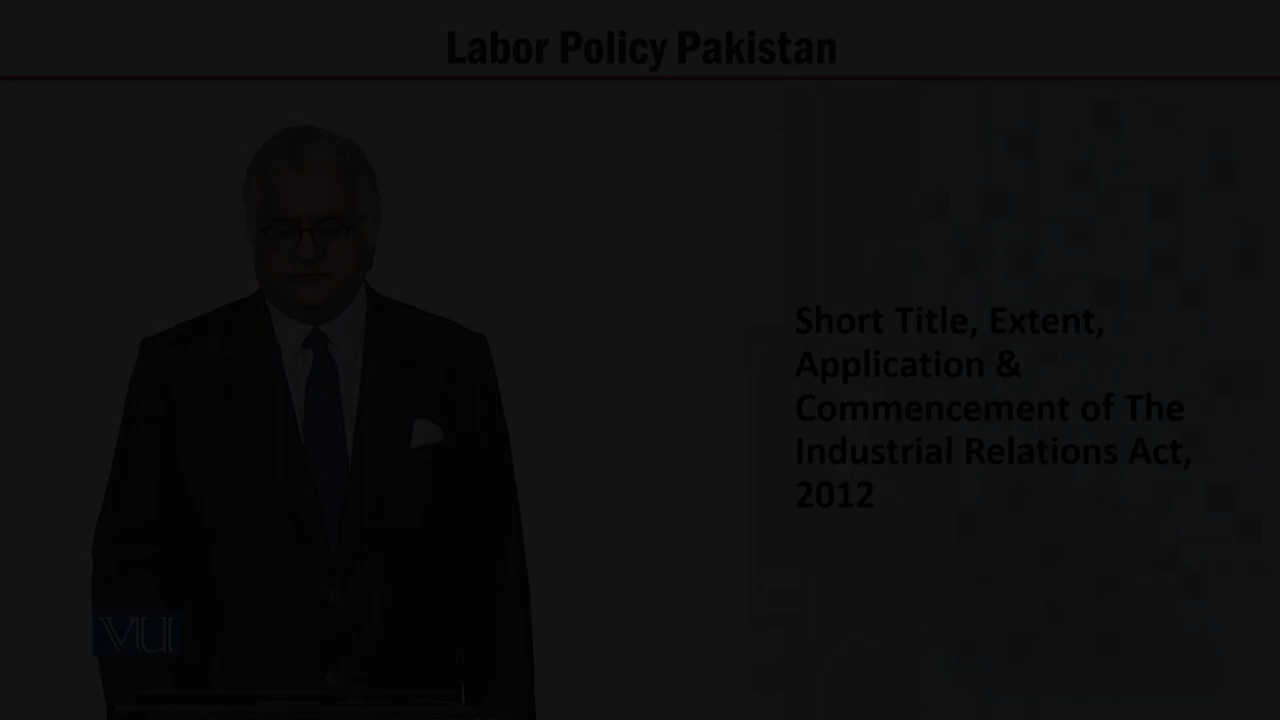 Labor Policy Pakistan
Short Title, Extent,
Application &
Commencement of The
Industrial Relations Act,
2012
VU